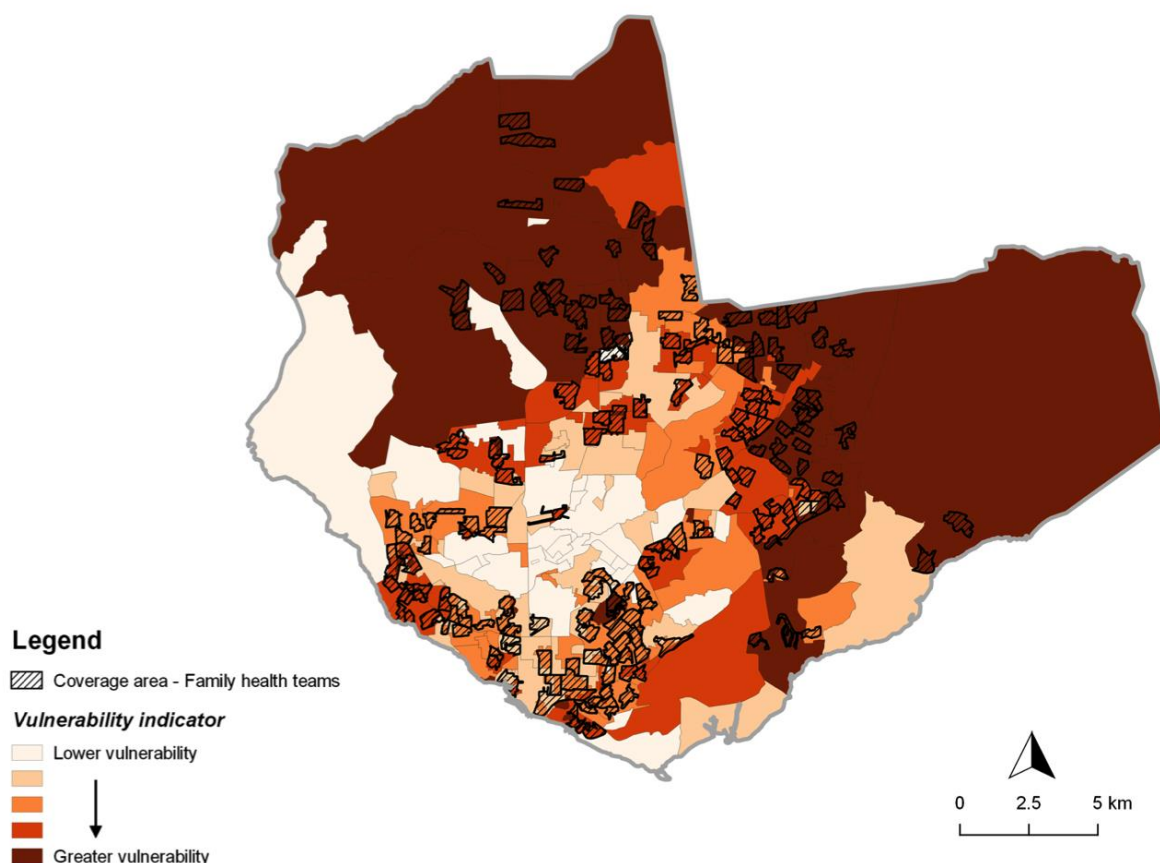 Legend
Coverage area - Family health teams
Vulnerability indicator
Lower vulnerability
Greater vulnerability
0 2.5 5 km